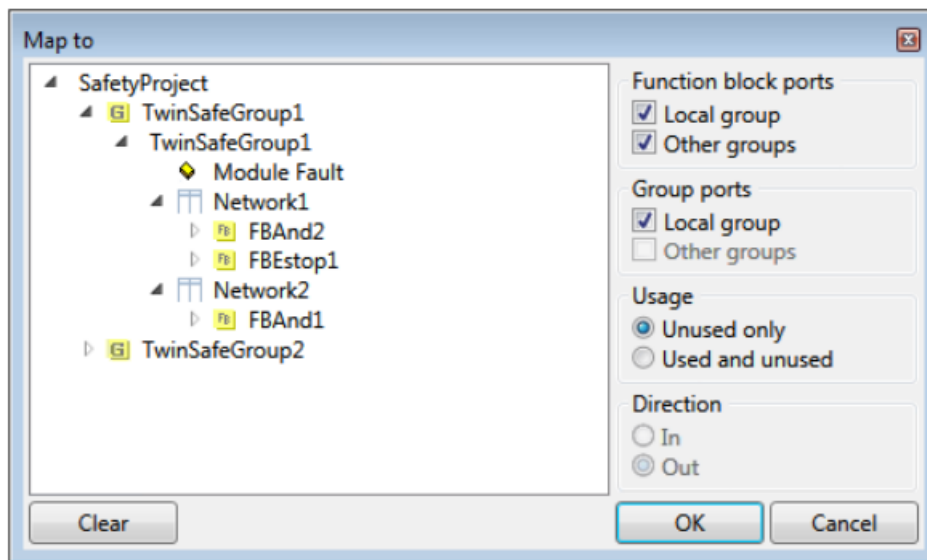 Map to
SafetyProject
G TwinSafeGroup1
TwinSafeGroup1
Module Fault
Network1
FB FBAnd2
FB FBEstop1
Network2
FB FBAnd1
G TwinSafeGroup2
Function block ports
Local group
Other groups
Group ports
Local group
Other groups
Usage
Unused only
Used and unused
Direction
In
Out
Clear
OK
Cancel